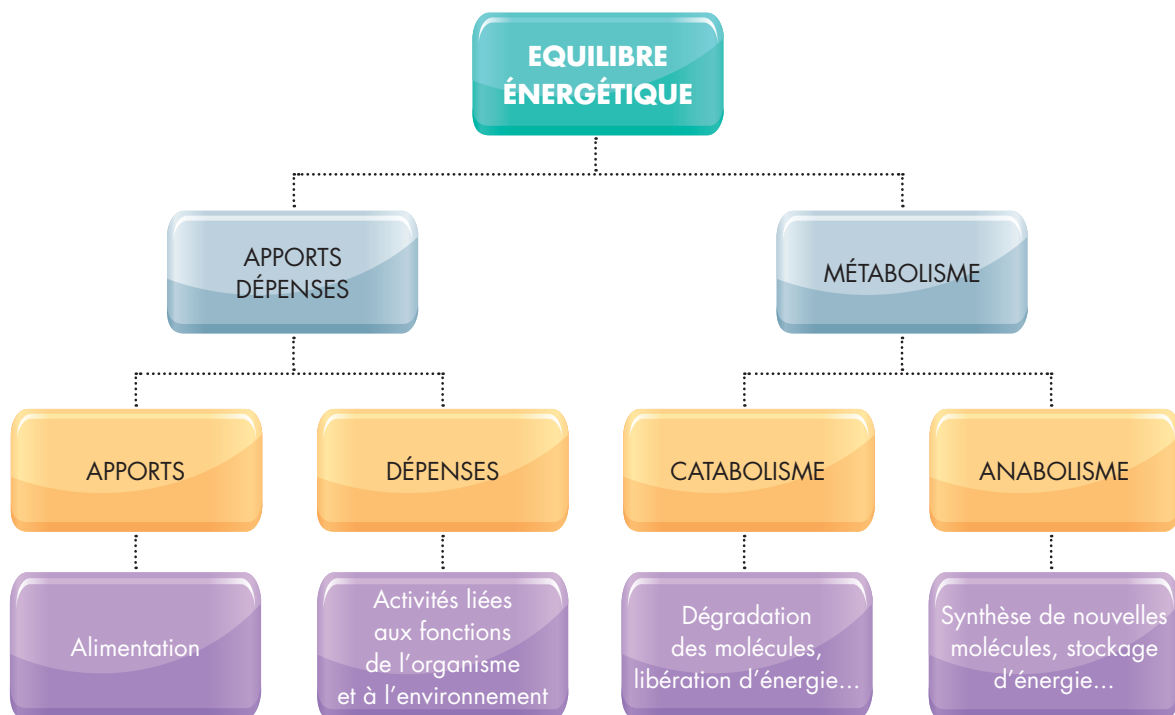 EQUILIBRE
ÉNERGÉTIQUE
APPORTS
DÉPENSES
MÉTABOLISME
APPORTS
DÉPENSES
CATABOLISME
ANABOLISME
Alimentation
Activités liées
aux fonctions
de l’organisme
et à l’environnement
Dégradation
des molécules,
libération d’énergie...
Synthèse de nouvelles
molécules, stockage
d’énergie...